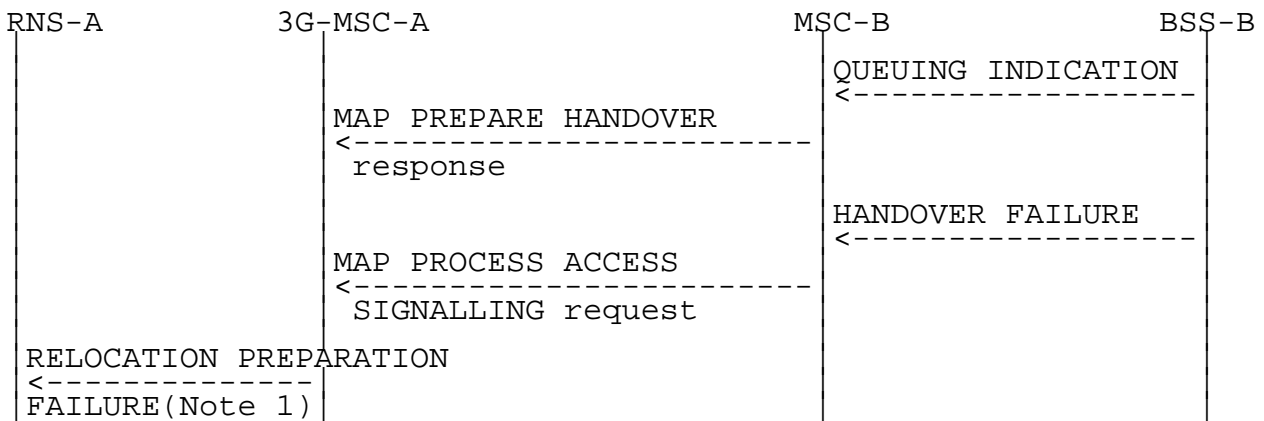 RNS-A 3G-MSC-A MSC-B BSS-B
QUEUING INDICATION
MAP PREPARE HANDOVER
response
HANDOVER FAILURE
MAP PROCESS ACCESS
SIGNALLING request
RELOCATION PREPARATION
FAILURE(Note 1)